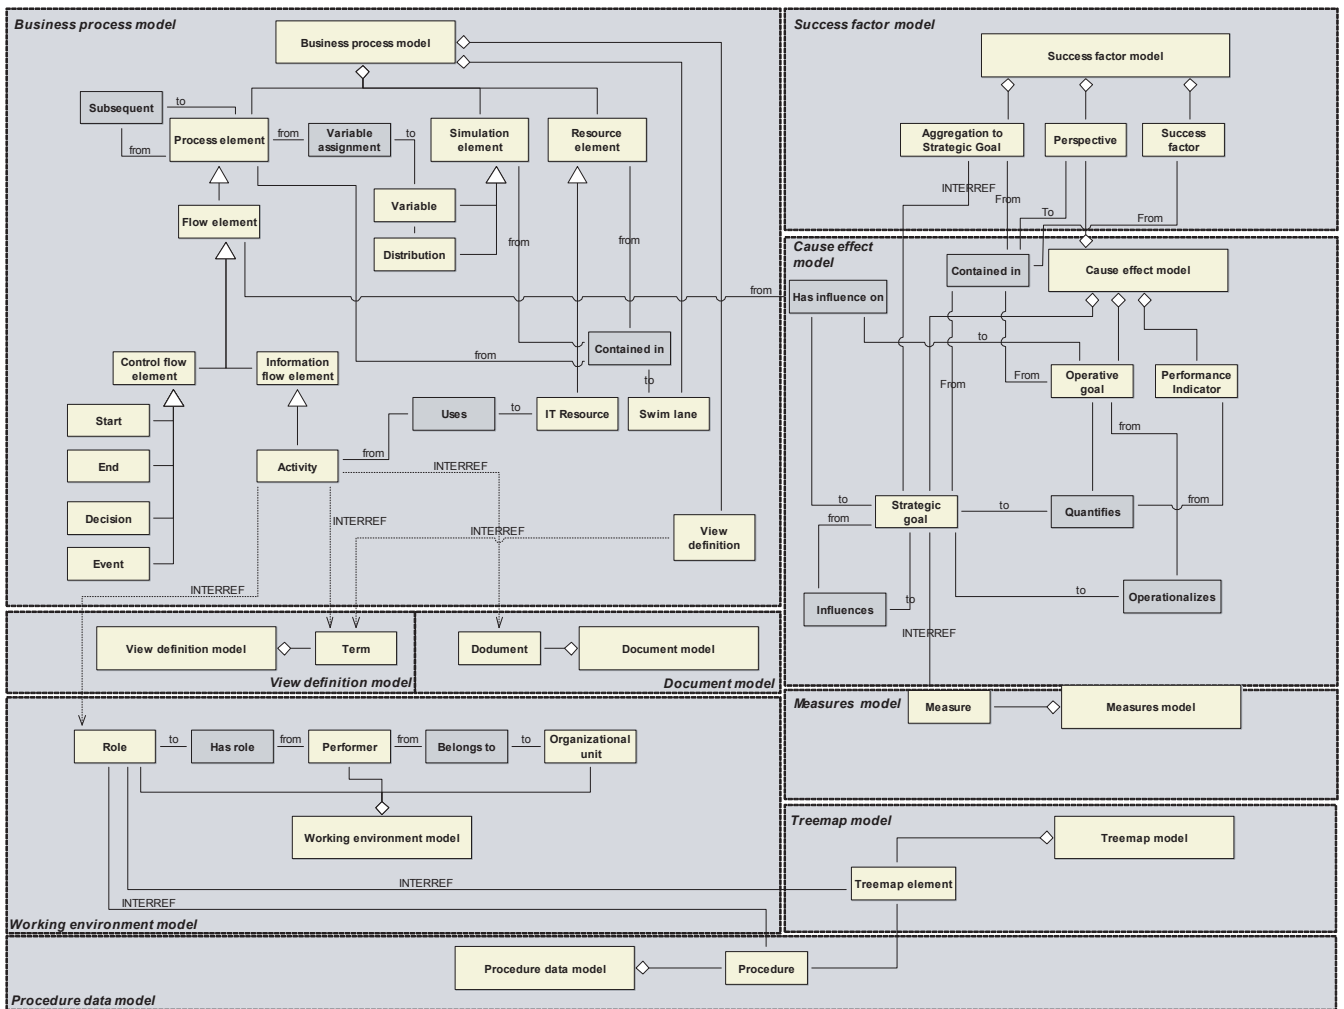 Business process model
Business process model
Subsequent
to
from
Process element
from
Variable
assignment
to
Simulation
element
Resource
element
Variable
Distribution
Flow element
from
from
from
Control flow
element
Information
flow element
from
Contained in
to
Start
End
Decision
Event
Uses
to
from
IT Resource
Swim lane
Activity
INTERREF
INTERREF
INTERREF
INTERREF
View
definition
Success factor model
Success factor model
Aggregation to
Strategic Goal
Perspective
Success
factor
INTERREF
From
To
From
Cause effect
model
Contained in
Cause effect model
Has influence on
to
From
From
Operative
goal
Performance
Indicator
from
to
from
Strategic
goal
to
Quantifies
from
Influences
to
to
Operationalizes
INTERREF
View definition model
Term
View definition model
Dodument
Document model
Document model
Measures model
Measure
Measures model
Role
to
Has role
from
Performer
from
Belongs to
to
Organizational
unit
Working environment model
INTERREF
INTERREF
Working environment model
Treemap model
Treemap model
Treemap element
Procedure data model
Procedure
Procedure data model